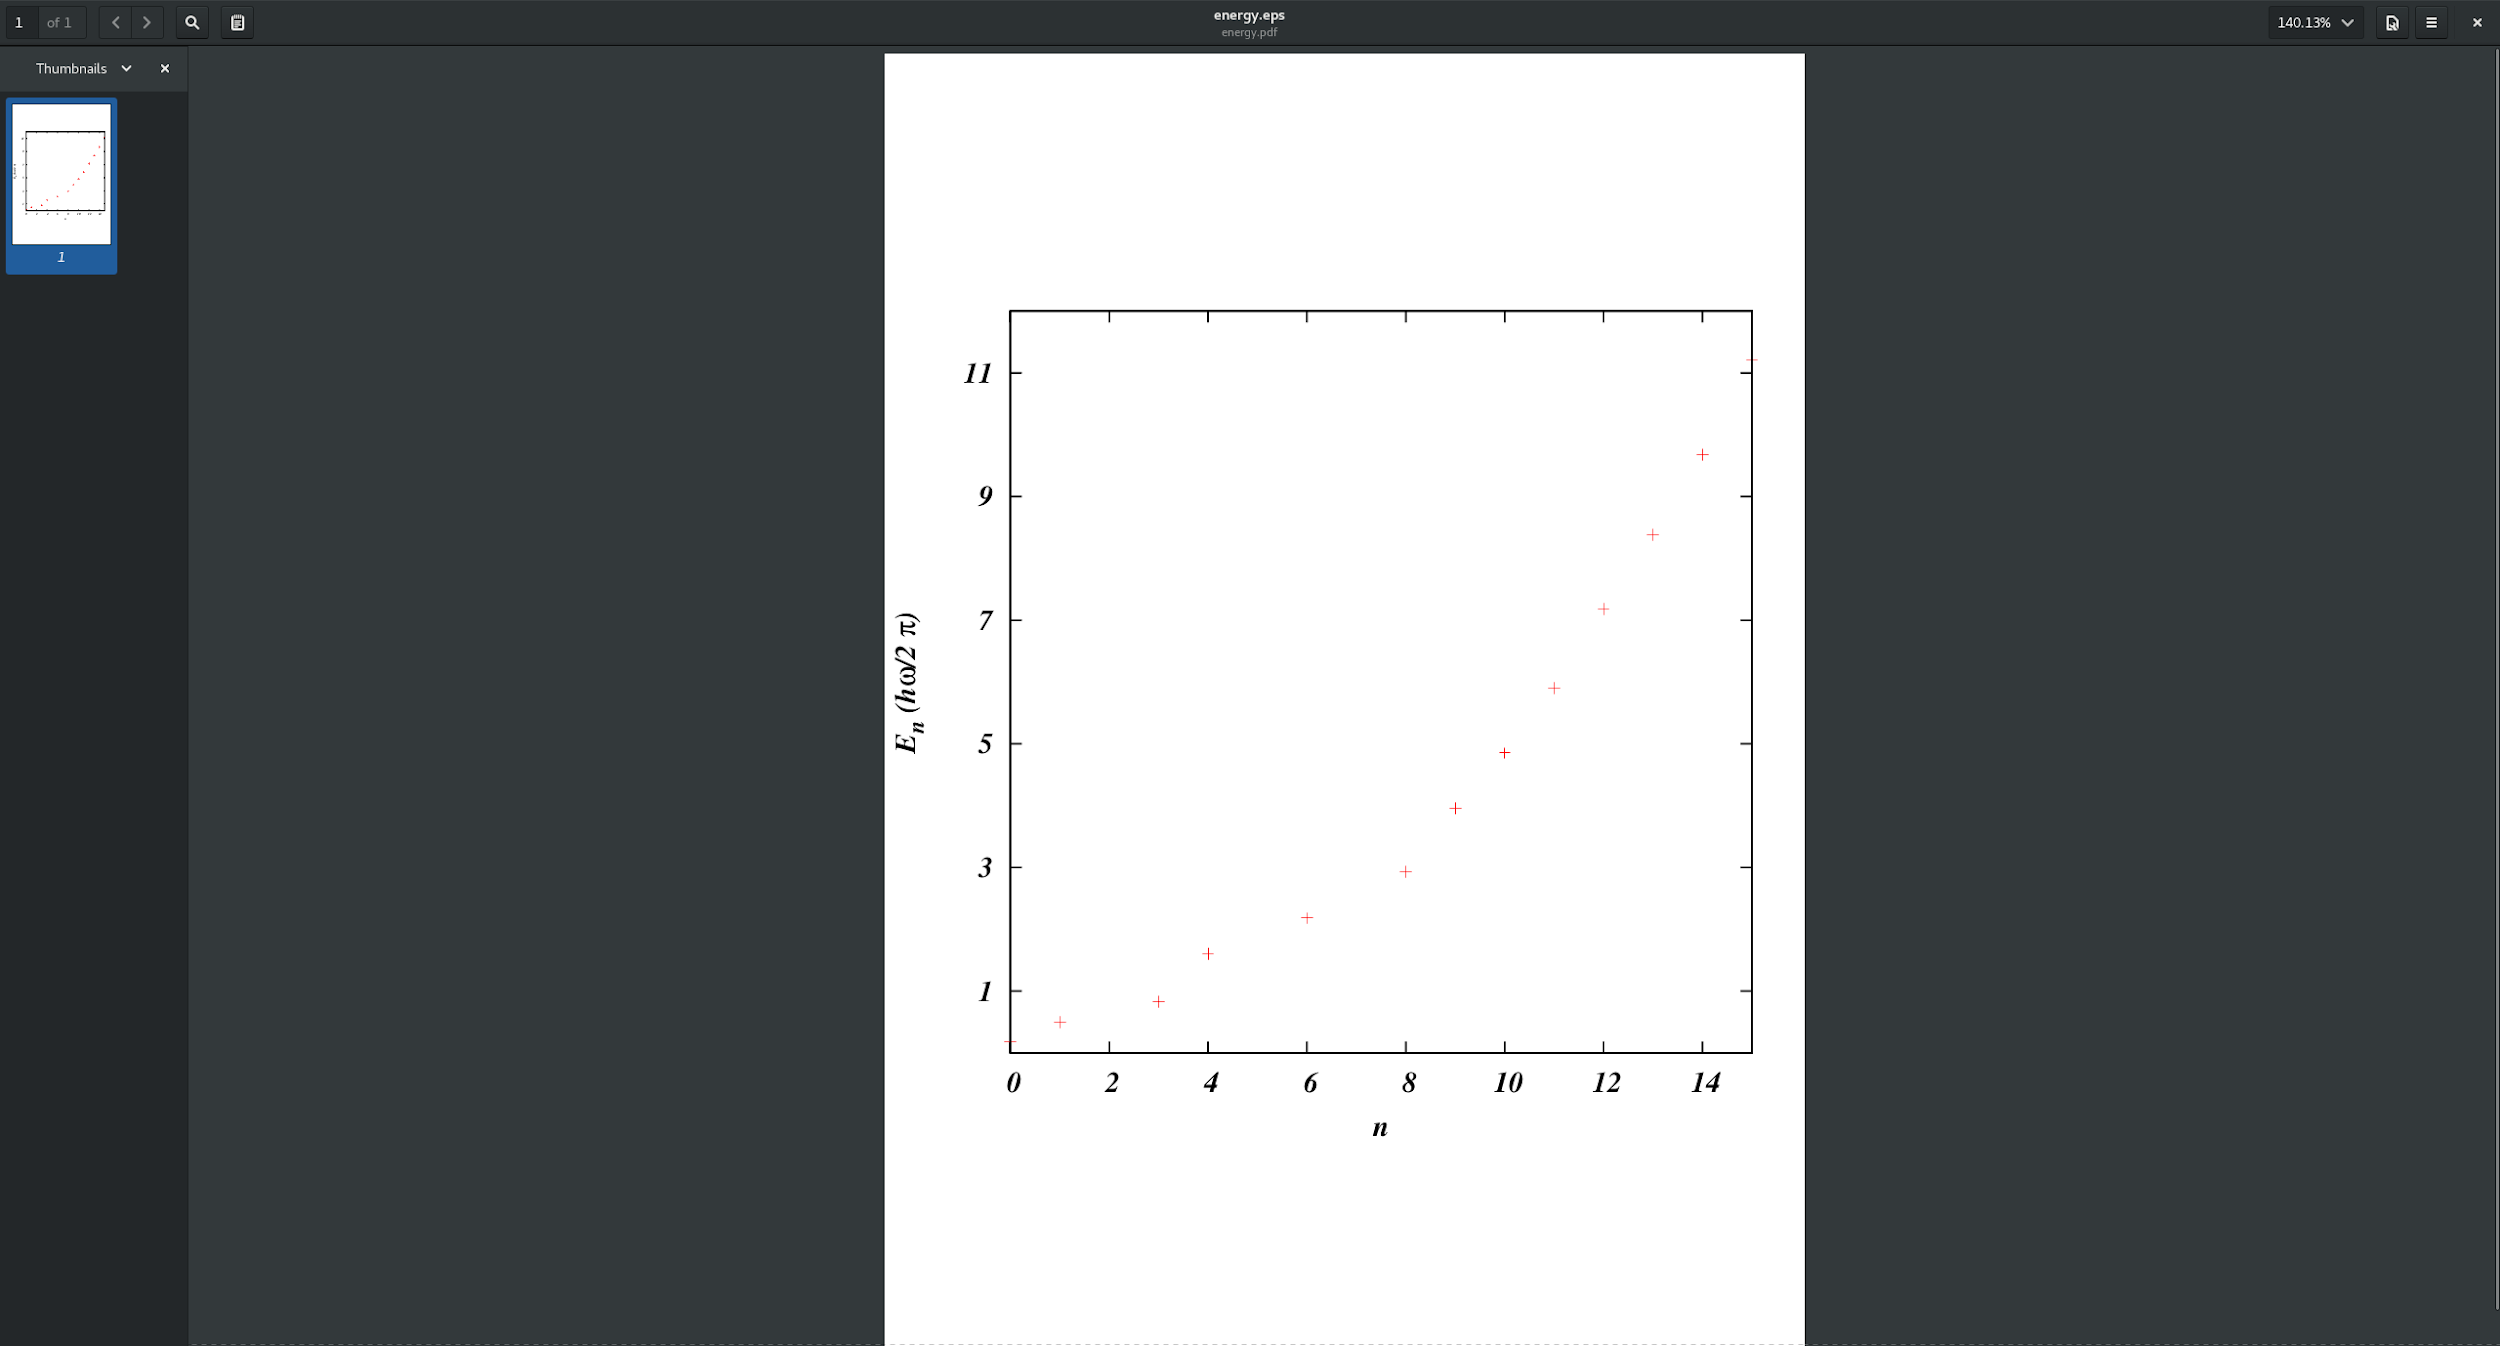 1 of 1
energy.eps
energy.pdf
140.13%
Thumbnails
1
11
9
7
5
3
1
E_n (hω/2 π)
0 2 4 6 8 10 12 14
n